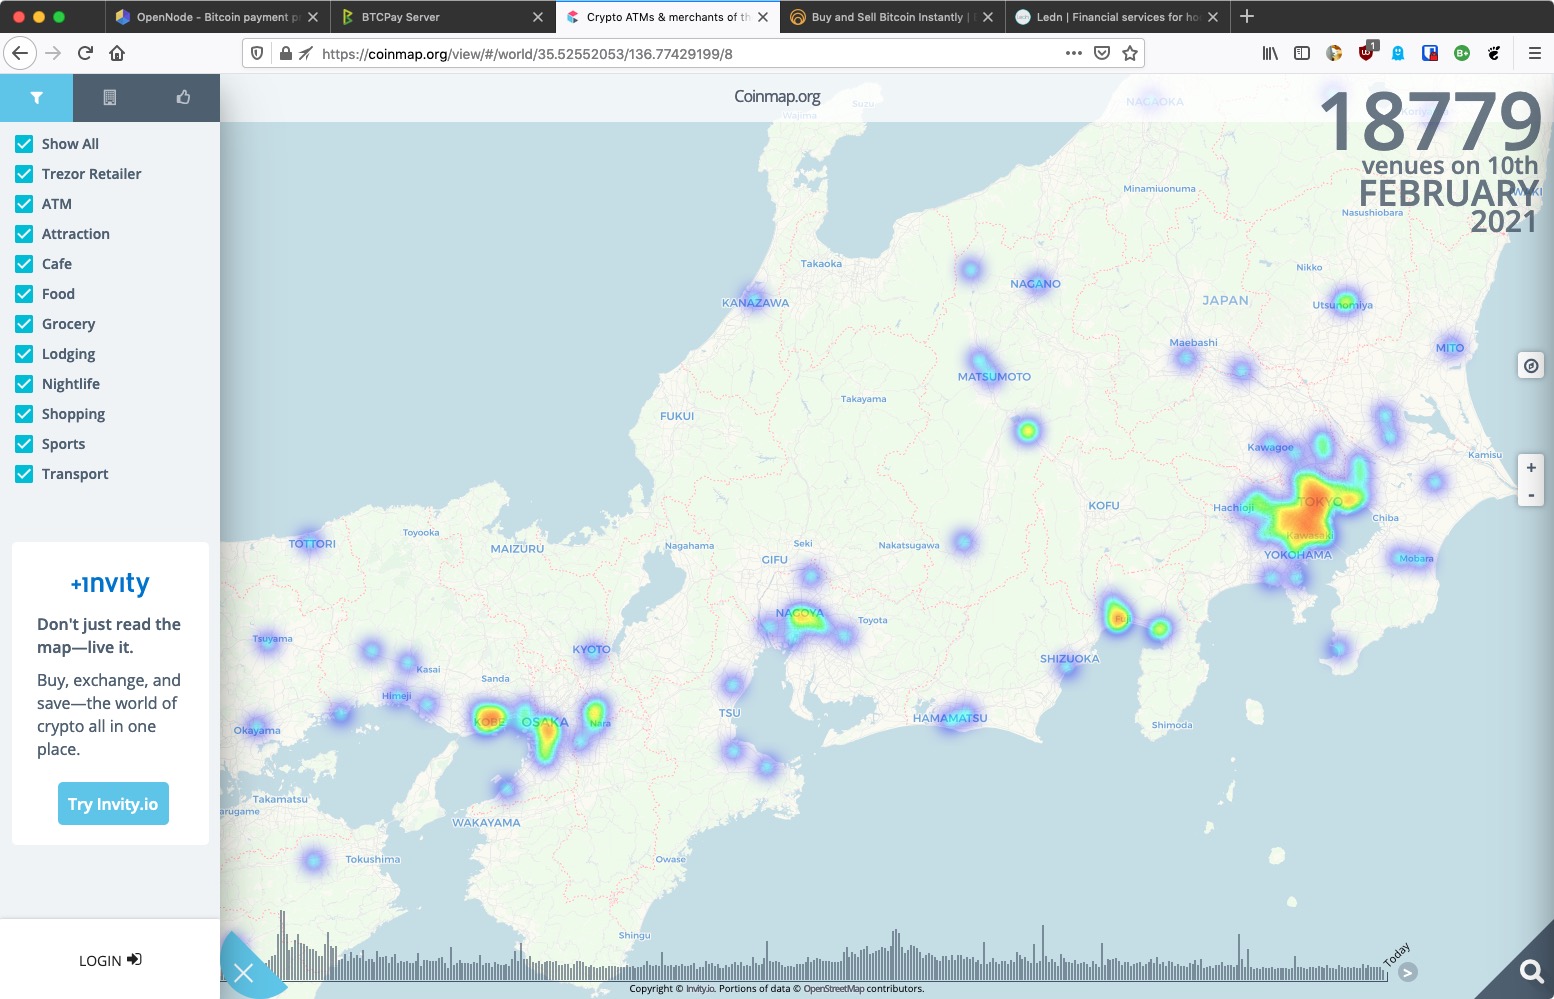 OpenNode - Bitcoin payment pr
BTCPay Server
Crypto ATMs & merchants of th
Buy and Sell Bitcoin Instantly |
Ledn | Financial services for ho
https://coinmap.org/view/#/world/35.52552053/136.77429199/8
1
B+
Coinmap.org
18779
venues on 10th
FEBRUARY
2021
Show All
Trezor Retailer
ATM
Attraction
Cafe
Food
Grocery
Lodging
Nightlife
Shopping
Sports
Transport
+invity
Don't just read the
map—live it.
Buy, exchange, and
save—the world of
crypto all in one
place.
Try Invity.io
LOGIN
Suzu
Wajima
NAGAOKA
Minamiuonuma
Nasushiobara
Takaoka
Nikko
NAGANO
KANAZAWA
JAPAN
Utsunomiya
Maebashi
MITO
MATSUMOTO
Takayama
FUKUI
Kawagoe
Kamisu
KOFU
TOKYO
Hachioji
Chiba
Kawasaki
TOTTORI
Toyooka
MAIZURU
Nagahama
Seki
Nakatsugawa
GIFU
YOKOHAMA
Mobara
NAGOYA
Toyota
Fuji
Tsuyama
KYOTO
SHIZUOKA
Kasai
Sanda
Himeji
TSU
HAMAMATSU
KOBE
OSAKA
Nara
Shimoda
Okayama
Takamatsu
arugame
WAKAYAMA
Tokushima
Owase
Shingu
Today
>
+
-
Copyright © Invity.io. Portions of data © OpenStreetMap contributors.